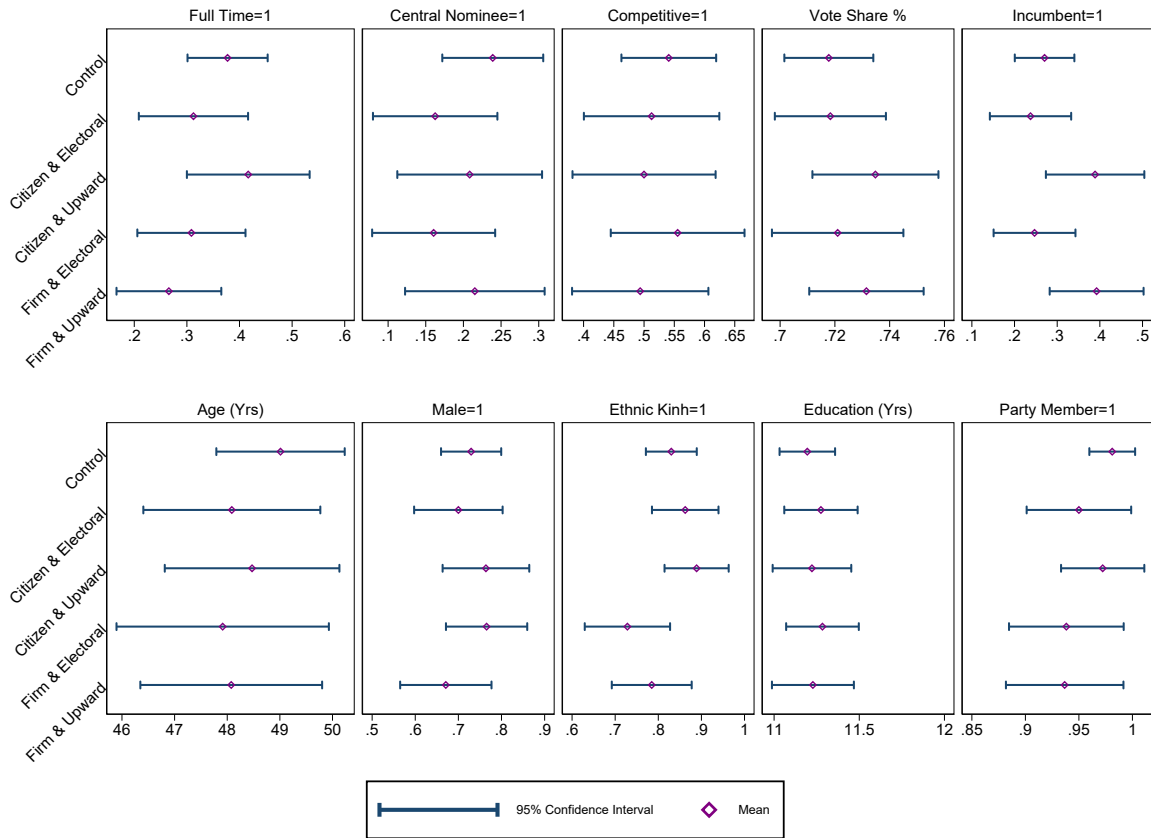 Full Time=1 Central Nominee=1 Competitive=1 Vote Share % Incumbent=1
Control
Citizen & Electoral
Citizen & Upward
Firm & Electoral
Firm & Upward
.2 .3 .4 .5 .6 .1 .15 .2 .25 .3 .4 .45 .5 .55 .6 .65 .7 .72 .74 .76 .1 .2 .3 .4 .5
Age (Yrs) Male=1 Ethnic Kinh=1 Education (Yrs) Party Member=1
Control
Citizen & Electoral
Citizen & Upward
Firm & Electoral
Firm & Upward
46 47 48 49 50 .5 .6 .7 .8 .9 .6 .7 .8 .9 1 11 11.5 12 .85 .9 .95 1
95% Confidence Interval Mean